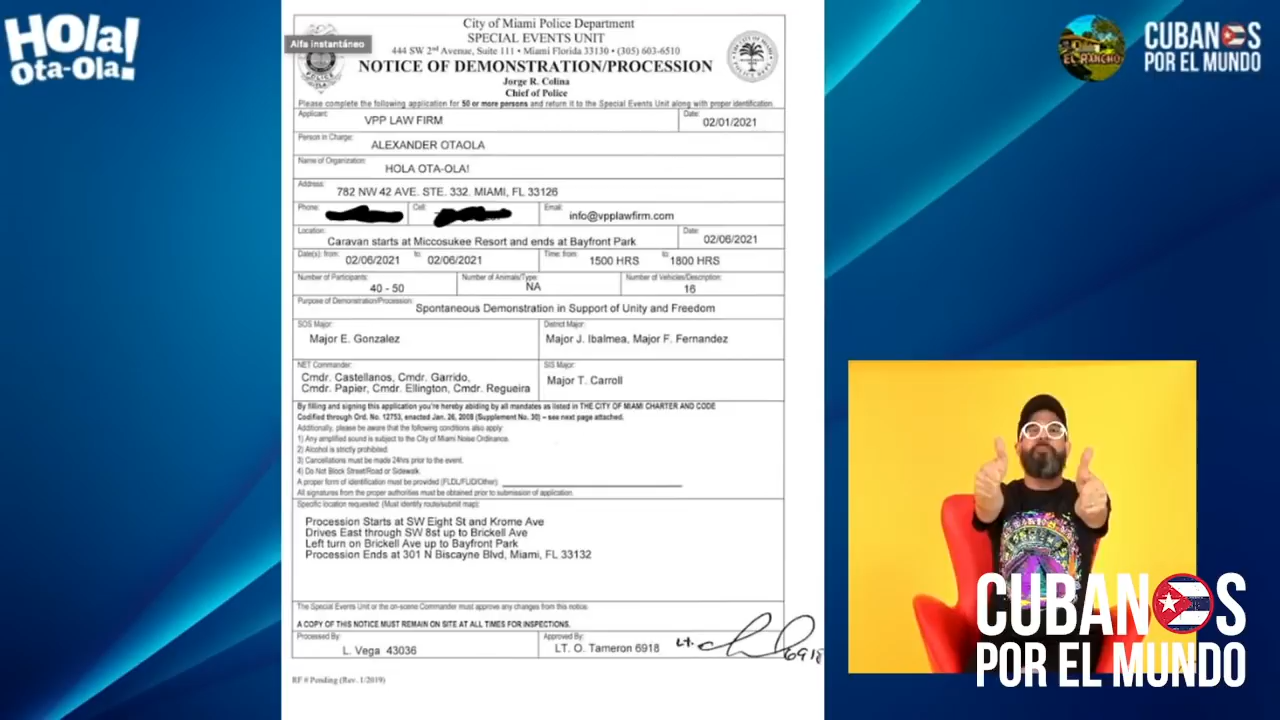 HOla!
Ota-Ola!
Alfa instantáneo
EL RANCHO
CUBANOS
POR EL MUNDO
City of Miami Police Department
SPECIAL EVENTS UNIT
444 SW 2nd Avenue, Suite 111 • Miami Florida 33130 • (305) 603-6510
NOTICE OF DEMONSTRATION/PROCESSION
Jorge R. Colina
Chief of Police
Please complete the following application for 50 or more persons and return it to the Special Events Unit along with proper identification.
Applicant: VPP LAW FIRM Date: 02/01/2021
Person in Charge: ALEXANDER OTAOLA
Name of Organization: HOLA OTA-OLA!
Address: 782 NW 42 AVE. STE. 332. MIAMI, FL 33126
Phone: Cell: Email: info@vpplawfirm.com
Location: Caravan starts at Miccosukee Resort and ends at Bayfront Park Date: 02/06/2021
Date(s): from: 02/06/2021 to: 02/06/2021 Time: from: 1500 HRS to 1800 HRS
Number of Participants: 40 - 50 Number of Animals/Type: NA Number of Vehicles/Description: 16
Purpose of Demonstration/Procession: Spontaneous Demonstration in Support of Unity and Freedom
SOS Major: Major E. Gonzalez District Major: Major J. Ibalmea, Major F. Fernandez
NET Commander: SIS Major:
Cmdr. Castellanos, Cmdr. Garrido, Major T. Carroll
Cmdr. Papier, Cmdr. Ellington, Cmdr. Regueira
By filling and signing this application you're hereby abiding by all mandates as listed in THE CITY OF MIAMI CHARTER AND CODE
Codified through Ord. No. 12753, enacted Jan. 26, 2008 (Supplement No. 30) – see next page attached.
Additionally, please be aware that the following conditions also apply:
1) Any amplified sound is subject to the City of Miami Noise Ordinance.
2) Alcohol is strictly prohibited.
3) Cancellations must be made 24hrs prior to the event.
4) Do Not Block Street/Road or Sidewalk.
A proper form of identification must be provided (FLDL/FLID/Other):
All signatures from the proper authorities must be obtained prior to submission of application.
Specific location requested: (Must identify route/submit map):
Procession Starts at SW Eight St and Krome Ave
Drives East through SW 8st up to Brickell Ave
Left turn on Brickell Ave up to Bayfront Park
Procession Ends at 301 N Biscayne Blvd, Miami, FL 33132
The Special Events Unit or the on-scene Commander must approve any changes from this notice.
A COPY OF THIS NOTICE MUST REMAIN ON SITE AT ALL TIMES FOR INSPECTIONS.
Processed By: L. Vega 43036 Approved By: LT. O. Tameron 6918 LT. 6918
RF # Pending (Rev. 1/2019)
CUBANOS
POR EL MUNDO